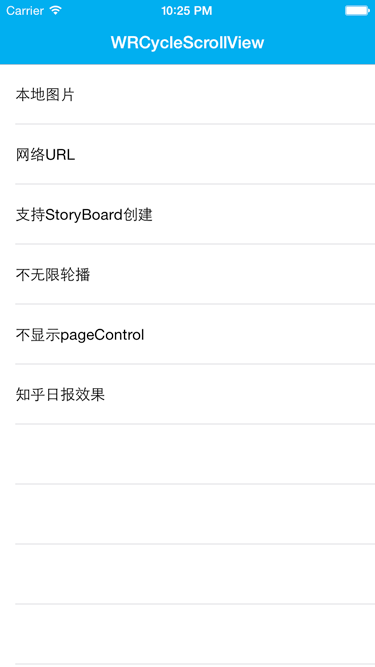 Carrier 10:25 PM
WRCycleScrollView
本地图片
网络URL
支持StoryBoard创建
不无限轮播
不显示pageControl
知乎日报效果